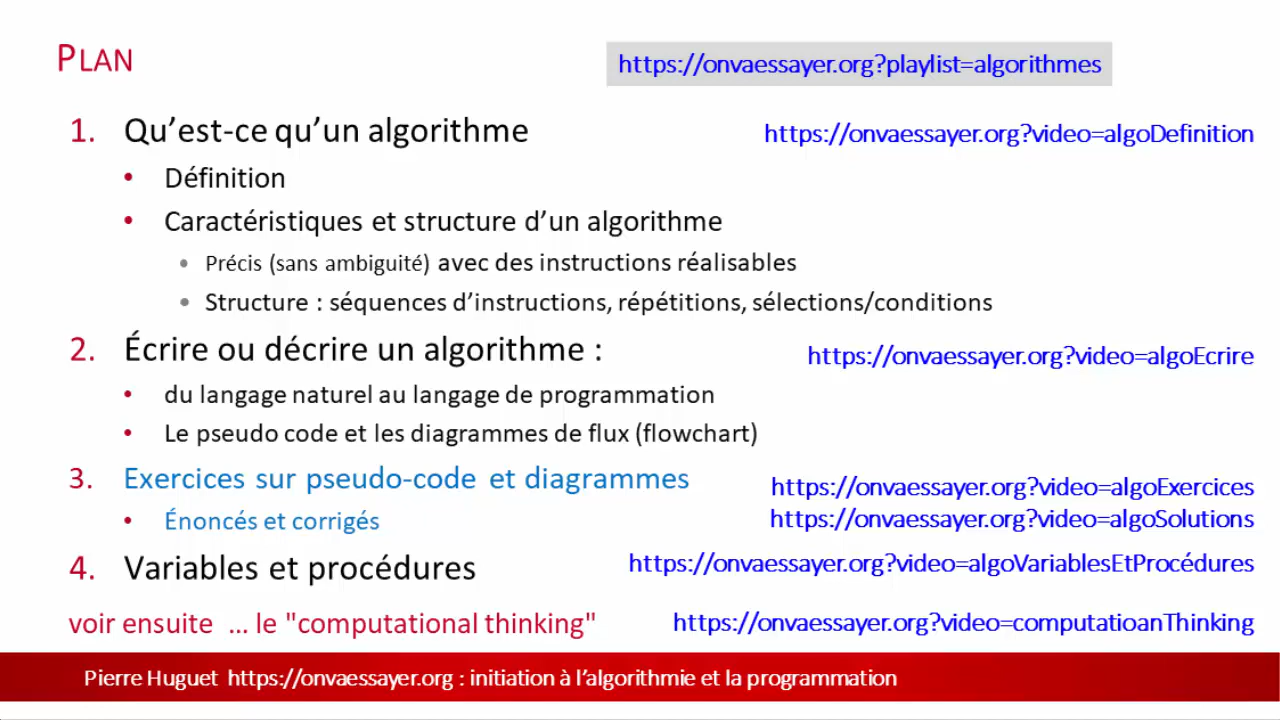 PLAN
https://onvaessayer.org?playlist=algorithmes
1. Qu’est-ce qu’un algorithme
https://onvaessayer.org?video=algoDefinition
• Définition
• Caractéristiques et structure d’un algorithme
• Précis (sans ambiguité) avec des instructions réalisables
• Structure : séquences d’instructions, répétitions, sélections/conditions
2. Écrire ou décrire un algorithme :
https://onvaessayer.org?video=algoEcrire
• du langage naturel au langage de programmation
• Le pseudo code et les diagrammes de flux (flowchart)
3. Exercices sur pseudo-code et diagrammes
https://onvaessayer.org?video=algoExercices
• Énoncés et corrigés
https://onvaessayer.org?video=algoSolutions
4. Variables et procédures
https://onvaessayer.org?video=algoVariablesEtProcédures
voir ensuite … le "computational thinking"
https://onvaessayer.org?video=computatioanThinking
Pierre Huguet https://onvaessayer.org : initiation à l’algorithmie et la programmation